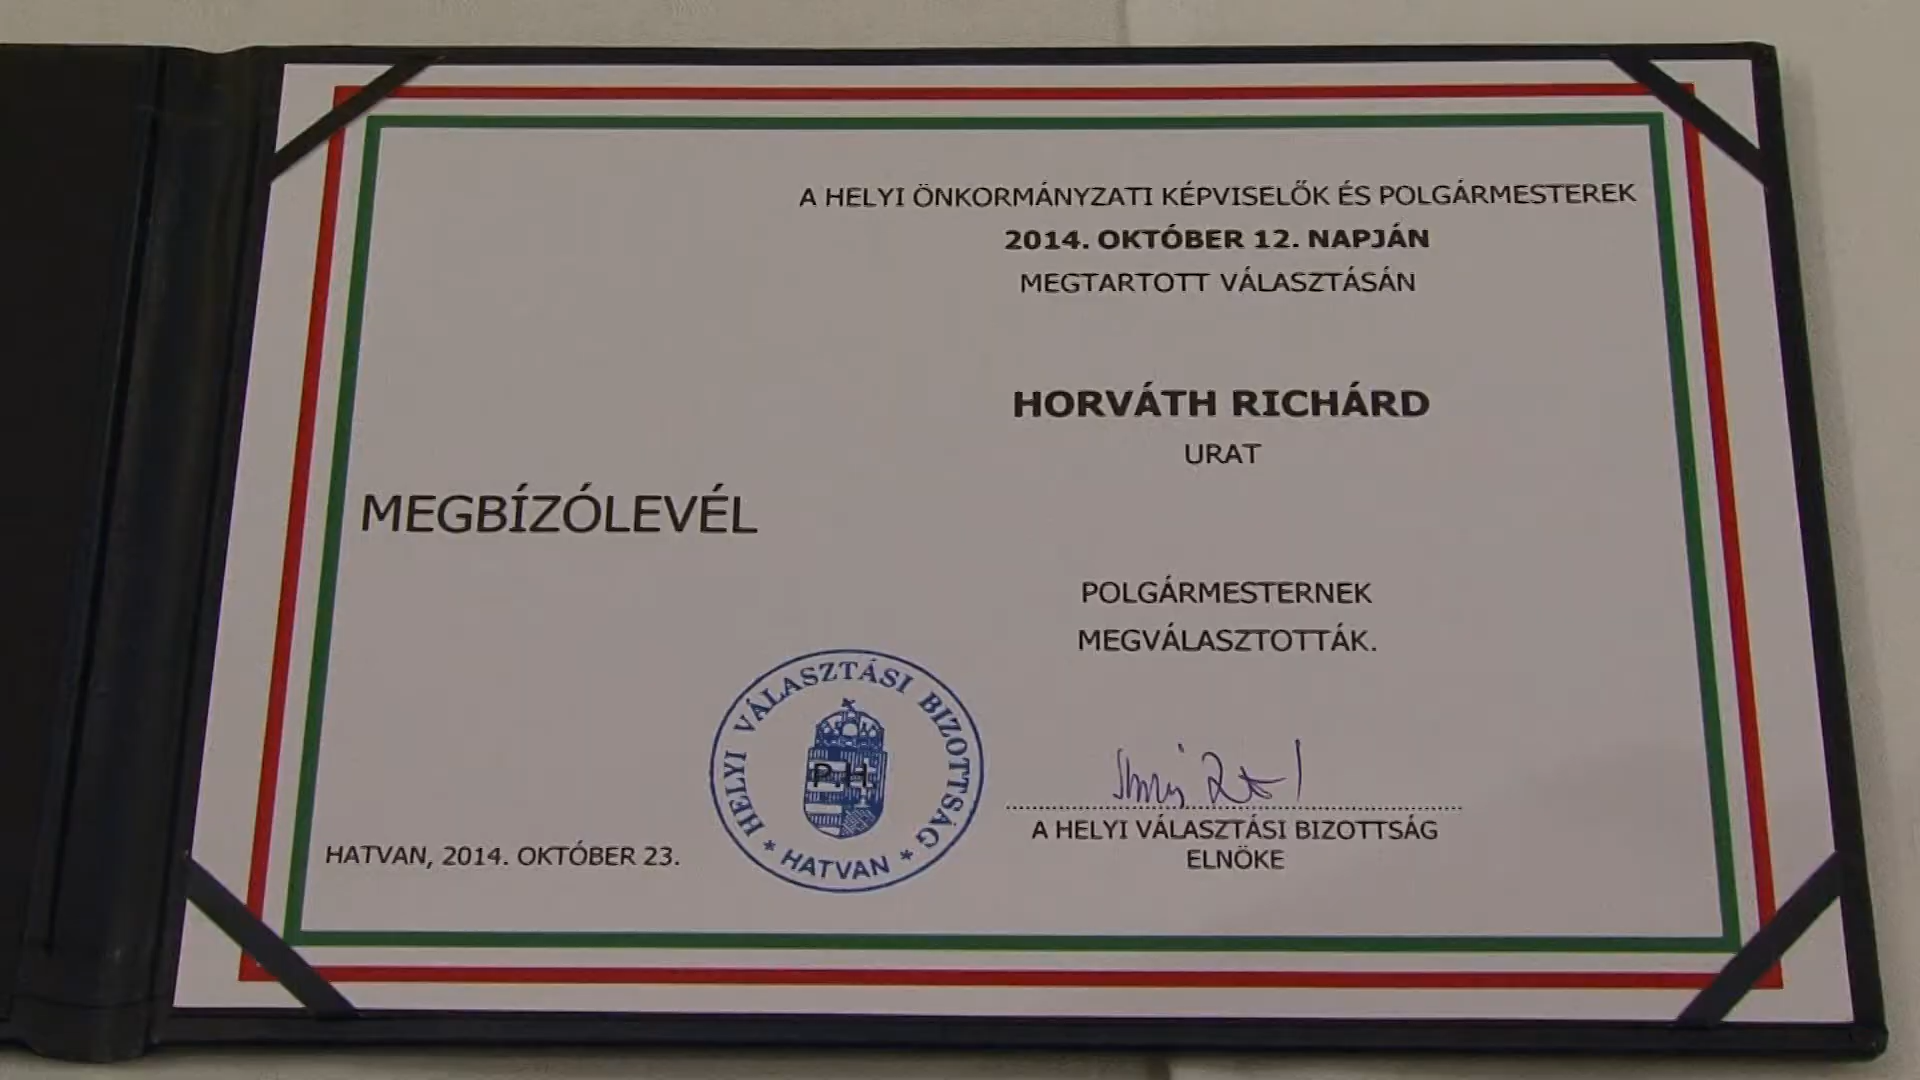 A HELYI ÖNKORMÁNYZATI KÉPVISELŐK ÉS POLGÁRMESTEREK
2014. OKTÓBER 12. NAPJÁN
MEGTARTOTT VÁLASZTÁSÁN
HORVÁTH RICHÁRD
URAT
MEGBÍZÓLEVÉL
POLGÁRMESTERNEK
MEGVÁLASZTOTTÁK.
HELYI VÁLASZTÁSI BIZOTTSÁG
P.H.
* HATVAN *
A HELYI VÁLASZTÁSI BIZOTTSÁG
ELNÖKE
HATVAN, 2014. OKTÓBER 23.